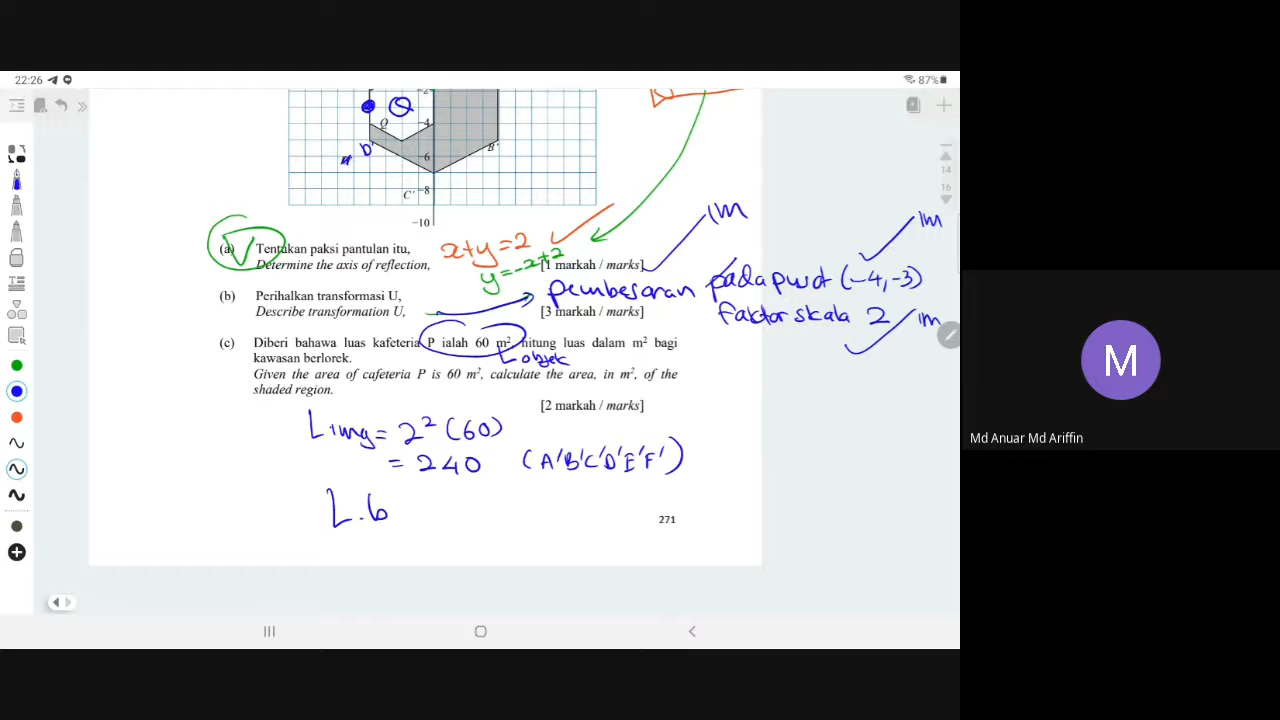 22:26
87%
-2
Q
Q
-4
D'
-6
B'
C'
-8
-10
1m
1m
(a) Tentukan paksi pantulan itu,
x+y=2
Determine the axis of reflection,
y=-x+2
[1 markah / marks]
pembesaran pada pusat (-4,-3)
(b) Perihalkan transformasi U,
Describe transformation U,
[3 markah / marks]
faktor skala 2
1m
(c) Diberi bahawa luas kafeteria P ialah 60 m², hitung luas dalam m² bagi
kawasan berlorek.
L objek
Given the area of cafeteria P is 60 m², calculate the area, in m², of the
shaded region.
[2 markah / marks]
L img = 2² (60)
= 240 (A'B'C'D'E'F')
L.b
271
14
16
M
Md Anuar Md Ariffin